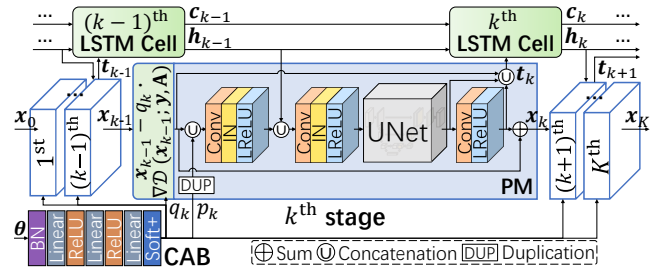 ... (k−1)ᵗʰ LSTM Cell c_{k−1} kᵗʰ LSTM Cell c_k ...
... h_{k−1} h_k ...
t_{k-1} t_k t_{k+1}
x_0 1ˢᵗ ... (k−1)ᵗʰ x_{k-1}
x_{k−1} − q_k ·
∇D (x_{k−1}; y, A)
∪ Conv IN LReLU ∪ Conv IN LReLU UNet Conv LReLU ∪ ⊕ x_k
(k+1)ᵗʰ ... Kᵗʰ x_K
DUP
PM
q_k p_k
kᵗʰ stage
θ BN Linear ReLU Linear ReLU Linear Soft+
CAB
⊕ Sum ∪ Concatenation DUP Duplication